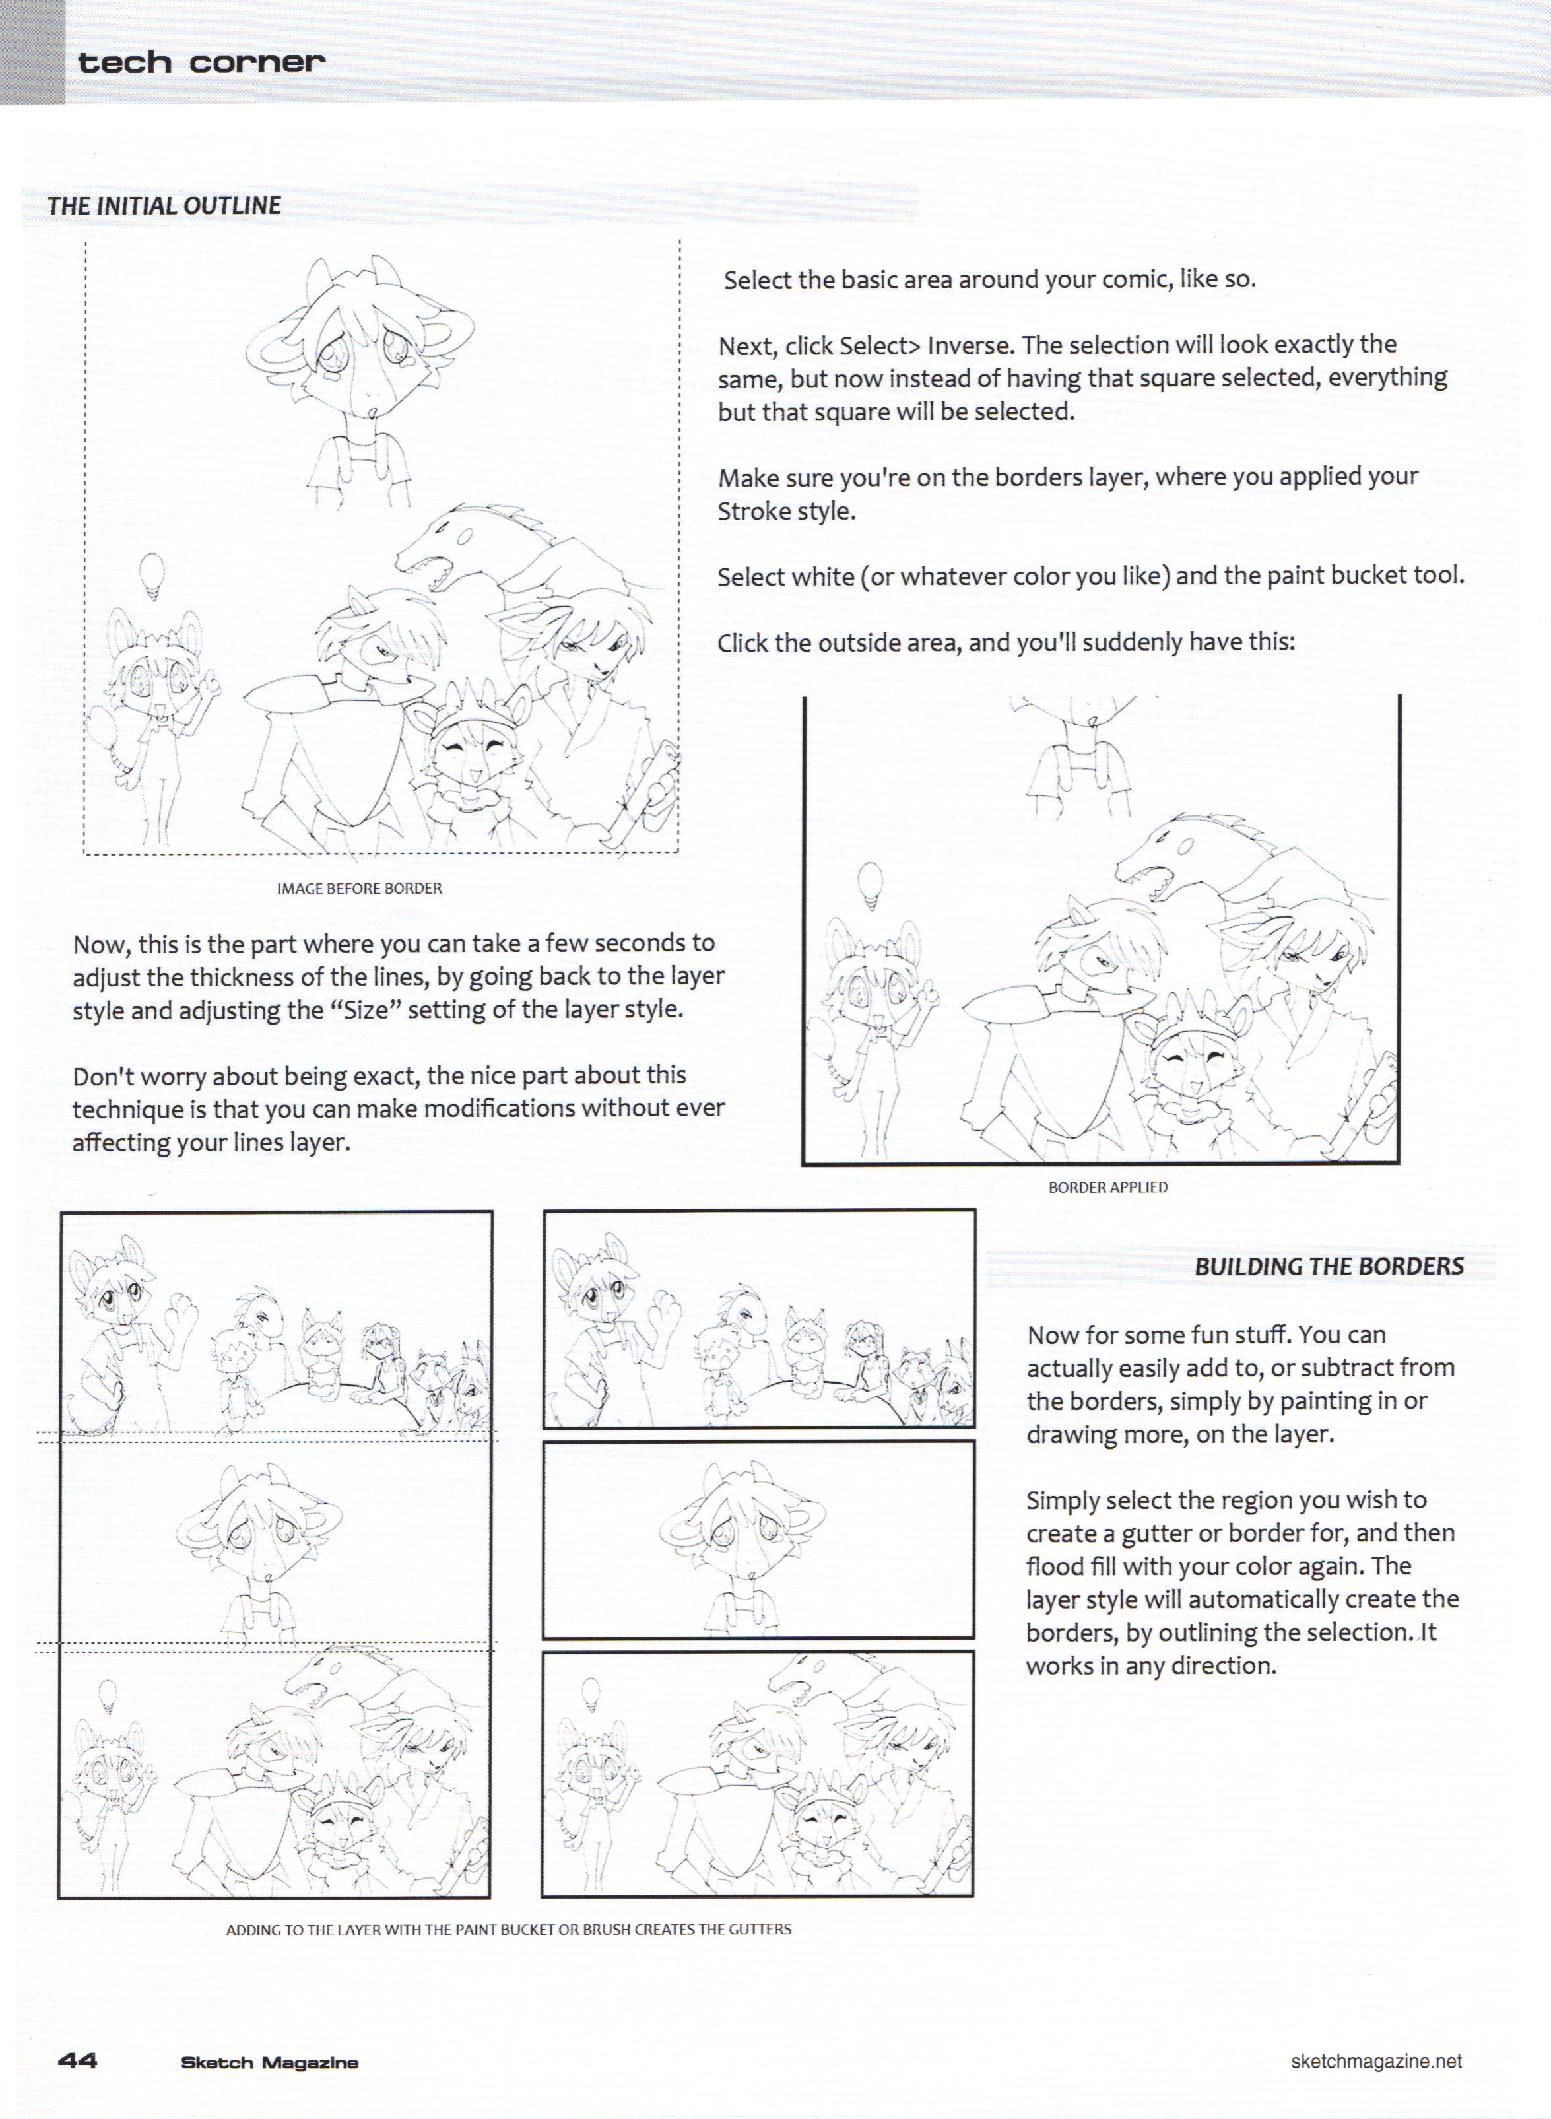 tech corner
THE INITIAL OUTLINE
Select the basic area around your comic, like so.
Next, click Select> Inverse. The selection will look exactly the
same, but now instead of having that square selected, everything
but that square will be selected.
Make sure you're on the borders layer, where you applied your
Stroke style.
Select white (or whatever color you like) and the paint bucket tool.
Click the outside area, and you'll suddenly have this:
IMAGE BEFORE BORDER
Now, this is the part where you can take a few seconds to
adjust the thickness of the lines, by going back to the layer
style and adjusting the “Size” setting of the layer style.
Don't worry about being exact, the nice part about this
technique is that you can make modifications without ever
affecting your lines layer.
BORDER APPLIED
BUILDING THE BORDERS
Now for some fun stuff. You can
actually easily add to, or subtract from
the borders, simply by painting in or
drawing more, on the layer.
Simply select the region you wish to
create a gutter or border for, and then
flood fill with your color again. The
layer style will automatically create the
borders, by outlining the selection. It
works in any direction.
ADDING TO THE LAYER WITH THE PAINT BUCKET OR BRUSH CREATES THE GUTTERS
44
Sketch Magazine
sketchmagazine.net